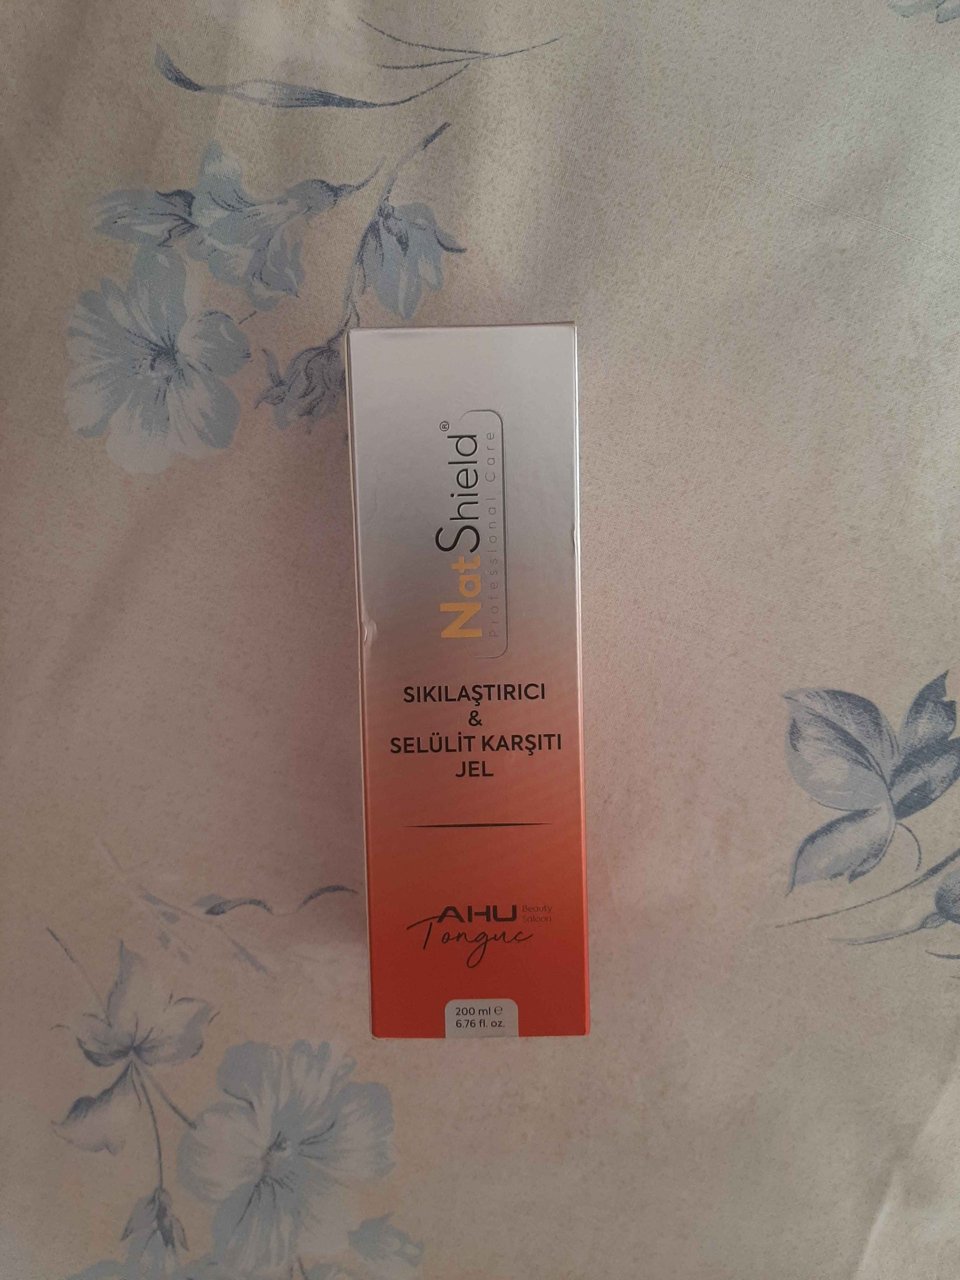 NatShield®
Professional Care
SIKILAŞTIRICI
&
SELÜLİT KARŞITI
JEL
AHU Beauty
Tonguc Saloon
200 ml ℮
6.76 fl. oz.